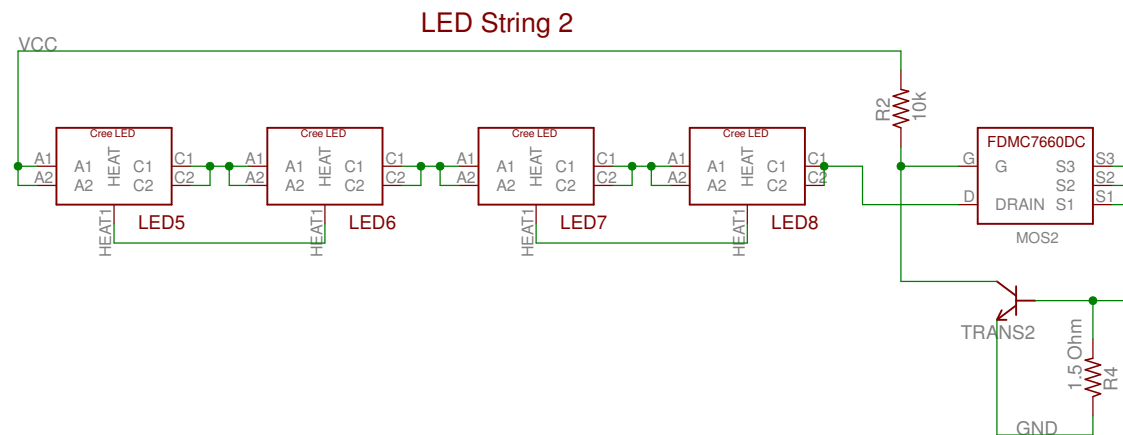 LED String 2
VCC
Cree LED
A1
A2
A1
A2
HEAT
C1
C2
C1
C2
HEAT1
LED5
Cree LED
A1
A2
A1
A2
HEAT
C1
C2
C1
C2
HEAT1
LED6
Cree LED
A1
A2
A1
A2
HEAT
C1
C2
C1
C2
HEAT1
LED7
Cree LED
A1
A2
A1
A2
HEAT
C1
C2
C1
C2
HEAT1
LED8
R2
10k
FDMC7660DC
G
D
G
DRAIN
S3
S2
S1
S3
S2
S1
MOS2
TRANS2
1.5 Ohm
R4
GND